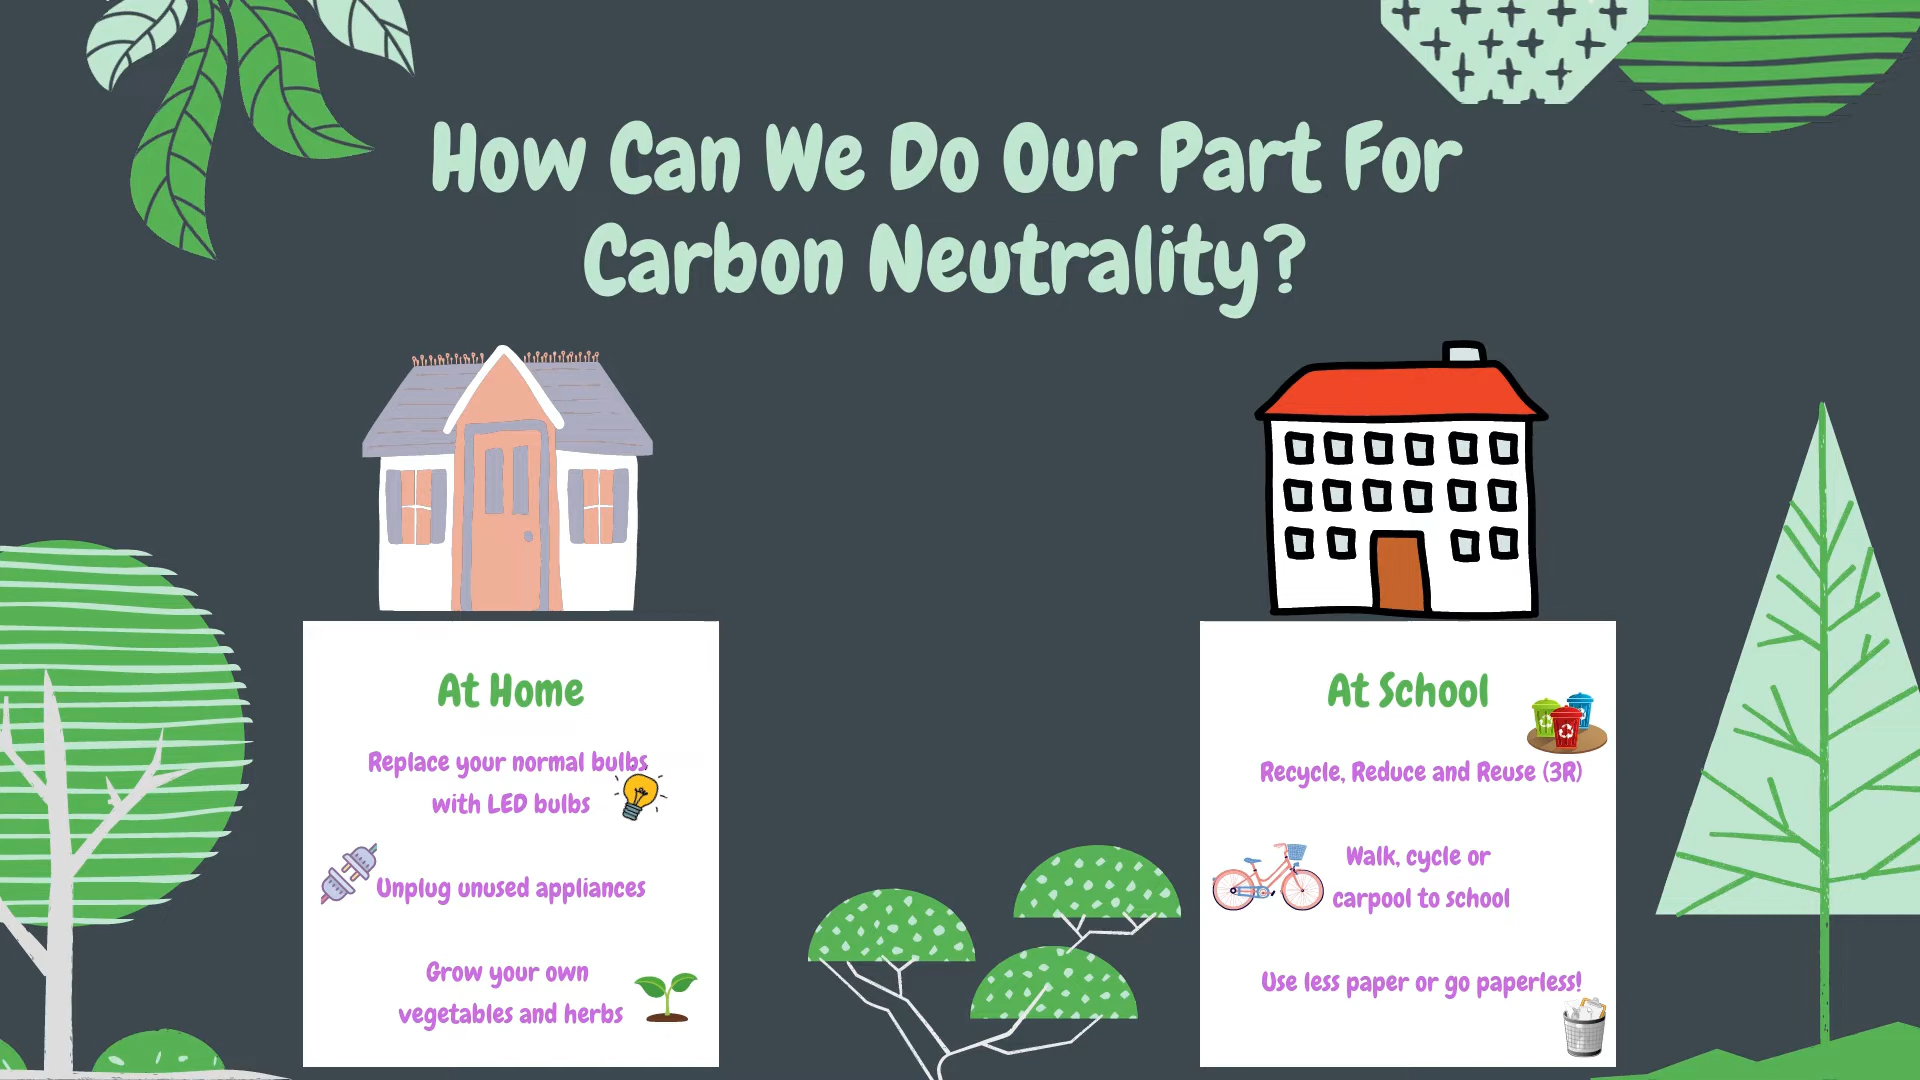 How Can We Do Our Part For
Carbon Neutrality?
At Home
Replace your normal bulbs
with LED bulbs
Unplug unused appliances
Grow your own
vegetables and herbs
At School
Recycle, Reduce and Reuse (3R)
Walk, cycle or
carpool to school
Use less paper or go paperless!